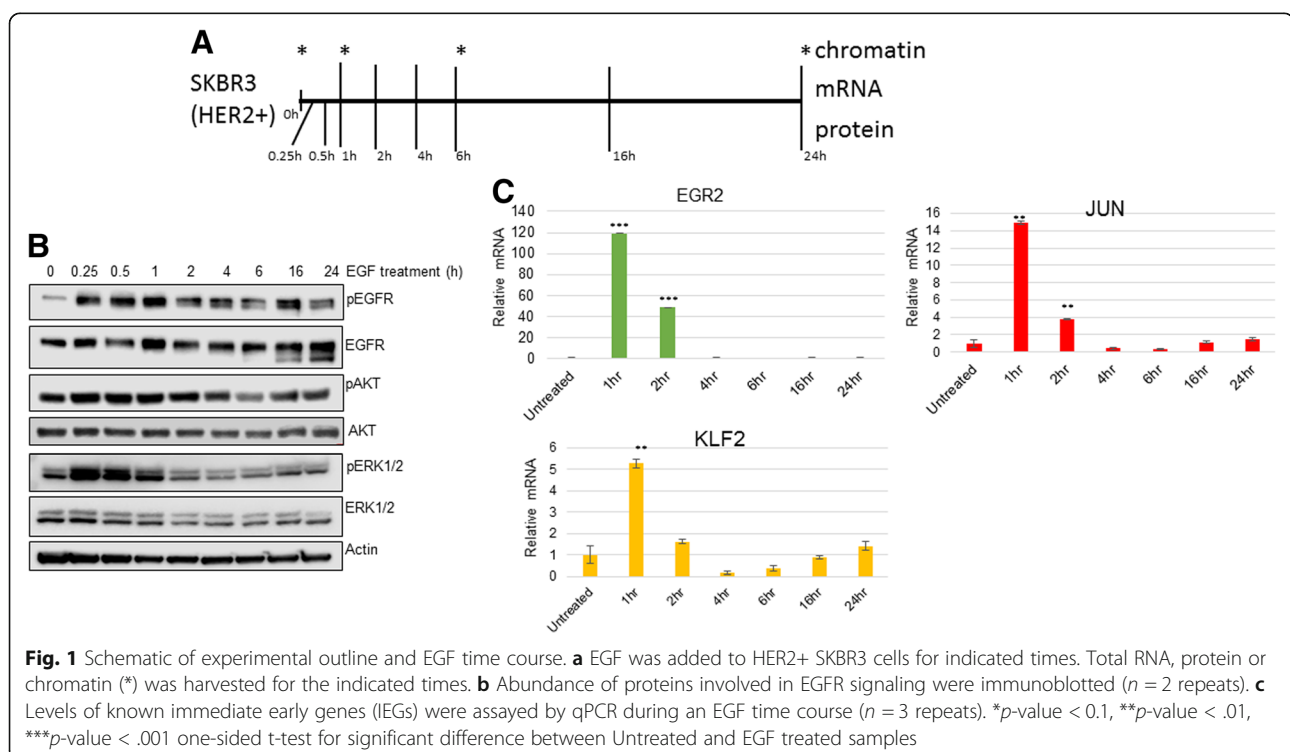 A
* * * * chromatin
SKBR3
(HER2+)
mRNA
protein
0h
0.25h 0.5h 1h 2h 4h 6h 16h 24h
B
0 0.25 0.5 1 2 4 6 16 24 EGF treatment (h)
pEGFR
EGFR
pAKT
AKT
pERK1/2
ERK1/2
Actin
C
EGR2
Relative mRNA
140
120
100
80
60
40
20
0
***
***
Untreated 1hr 2hr 4hr 6hr 16hr 24hr
JUN
Relative mRNA
16
14
12
10
8
6
4
2
0
**
**
Untreated 1hr 2hr 4hr 6hr 16hr 24hr
KLF2
Relative mRNA
6
5
4
3
2
1
0
**
Untreated 1hr 2hr 4hr 6hr 16hr 24hr
Fig. 1 Schematic of experimental outline and EGF time course. a EGF was added to HER2+ SKBR3 cells for indicated times. Total RNA, protein or
chromatin (*) was harvested for the indicated times. b Abundance of proteins involved in EGFR signaling were immunoblotted (n = 2 repeats). c
Levels of known immediate early genes (IEGs) were assayed by qPCR during an EGF time course (n = 3 repeats). *p-value < 0.1, **p-value < .01,
***p-value < .001 one-sided t-test for significant difference between Untreated and EGF treated samples